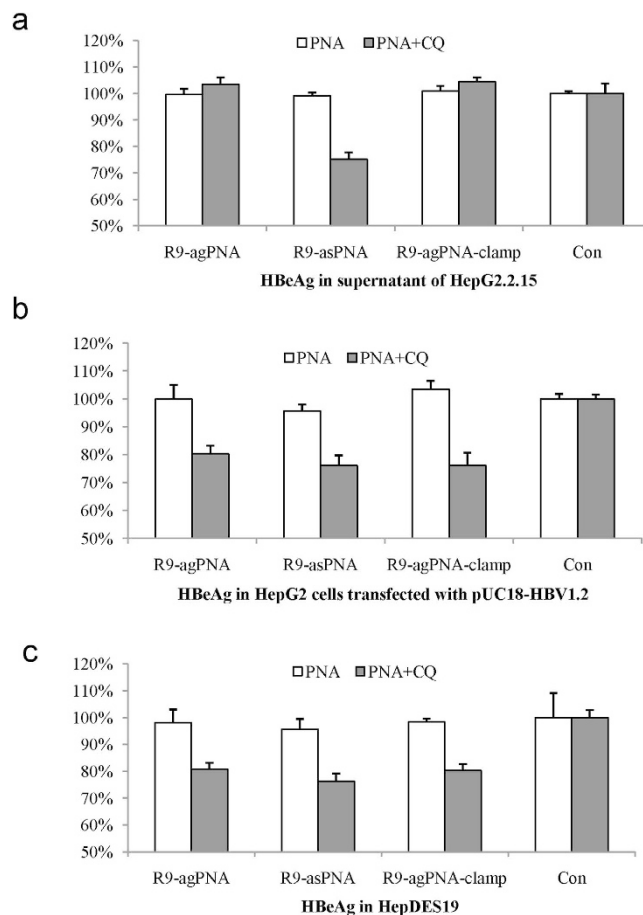 a
120%
110%
100%
90%
80%
70%
60%
50%
PNA PNA+CQ
R9-agPNA R9-asPNA R9-agPNA-clamp Con
HBeAg in supernatant of HepG2.2.15
b
120%
110%
100%
90%
80%
70%
60%
50%
PNA PNA+CQ
R9-agPNA R9-asPNA R9-agPNA-clamp Con
HBeAg in HepG2 cells transfected with pUC18-HBV1.2
c
120%
110%
100%
90%
80%
70%
60%
50%
PNA PNA+CQ
R9-agPNA R9-asPNA R9-agPNA-clamp Con
HBeAg in HepDES19